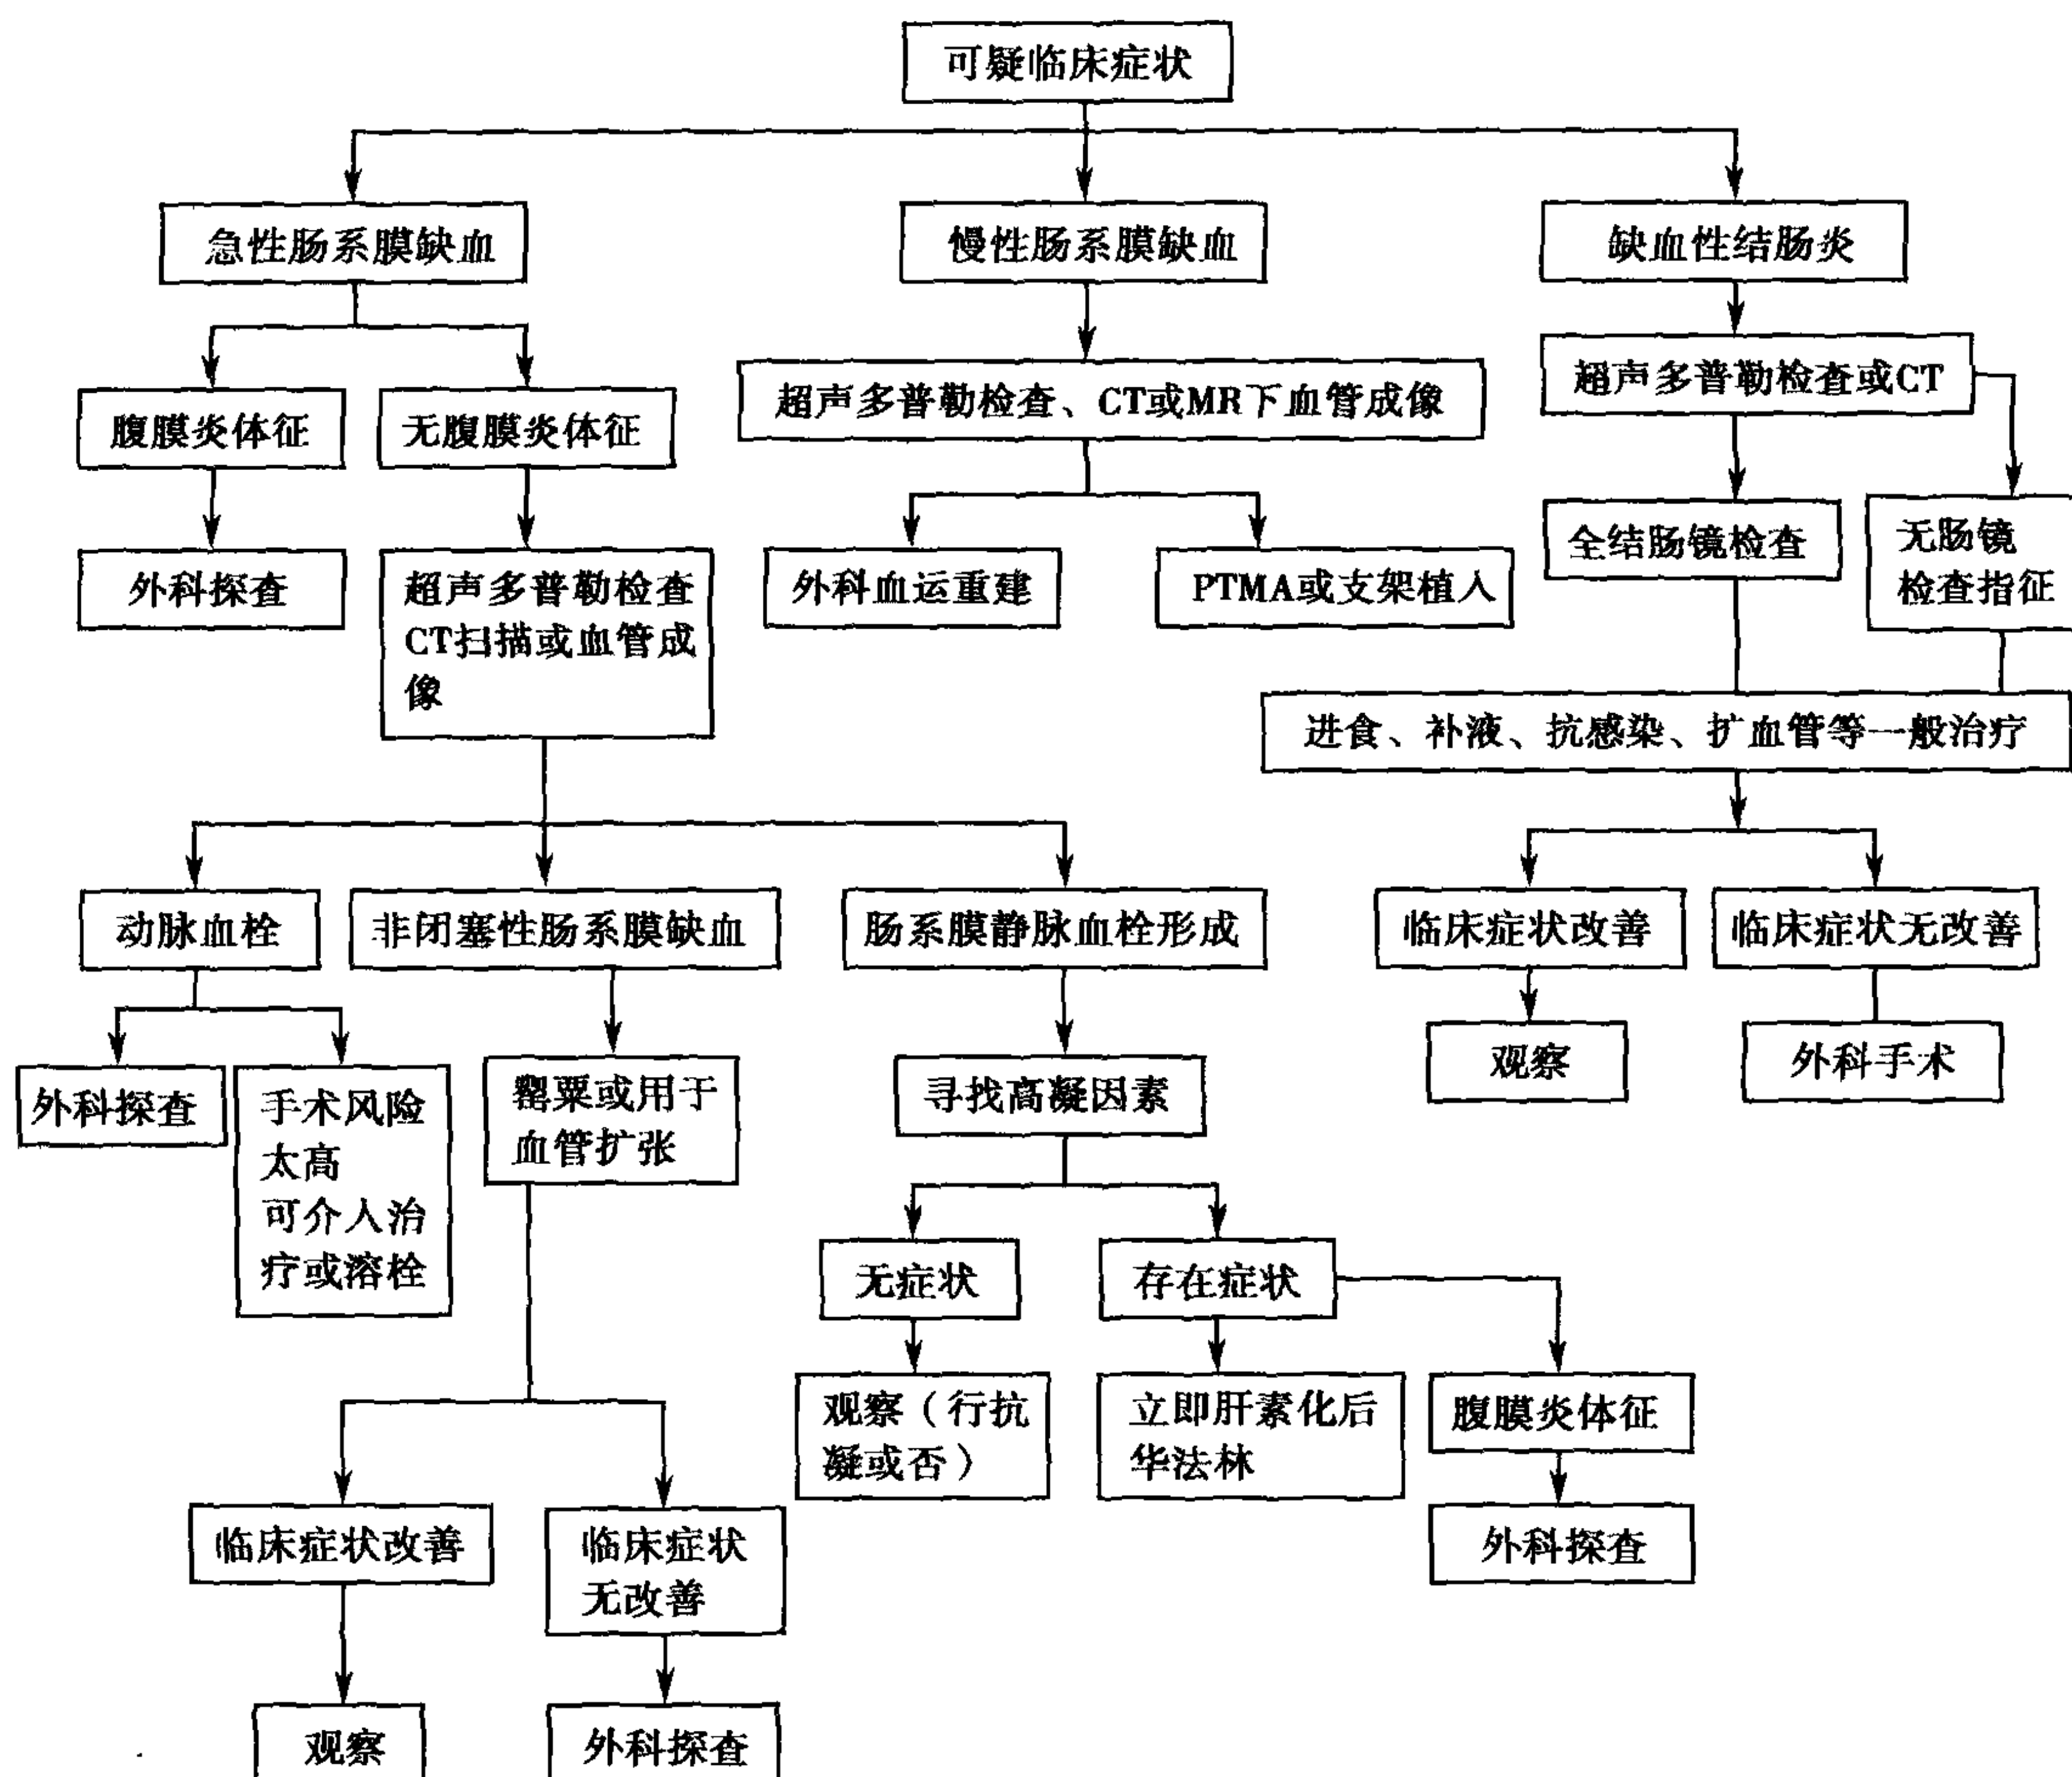 可疑临床症状
急性肠系膜缺血
慢性肠系膜缺血
缺血性结肠炎
腹膜炎体征
无腹膜炎体征
超声多普勒检查、CT或MR下血管成像
超声多普勒检查或CT
外科探查
超声多普勒检查
CT扫描或血管成
像
外科血运重建
PTMA或支架植入
全结肠镜检查
无肠镜
检查指征
进食、补液、抗感染、扩血管等一般治疗
动脉血栓
非闭塞性肠系膜缺血
肠系膜静脉血栓形成
临床症状改善
临床症状无改善
外科探查
手术风险
太高
可介入治
疗或溶栓
罂粟或用于
血管扩张
寻找高凝因素
观察
外科手术
无症状
存在症状
观察（行抗
凝或否）
立即肝素化后
华法林
腹膜炎体征
外科探查
临床症状改善
临床症状
无改善
观察
外科探查